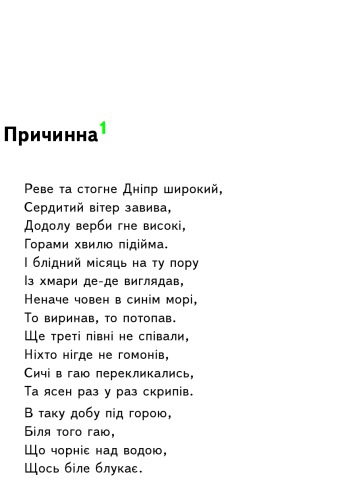 Причинна¹
Реве та стогне Дніпр широкий,
Сердитий вітер завива,
Додолу верби гне високі,
Горами хвилю підійма.
І блідний місяць на ту пору
Із хмари де-де виглядав,
Неначе човен в синім морі,
То виринав, то потопав.
Ще треті півні не співали,
Ніхто нігде не гомонів,
Сичі в гаю перекликались,
Та ясен раз у раз скрипів.
В таку добу під горою,
Біля того гаю,
Що чорніє над водою,
Щось біле блукає.